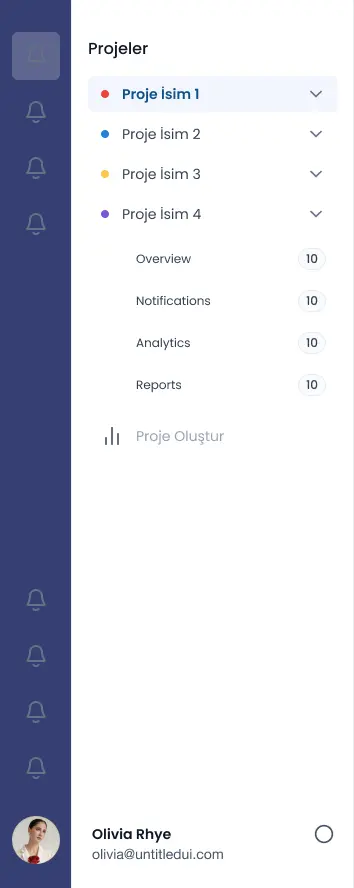 Projeler
Proje İsim 1
Proje İsim 2
Proje İsim 3
Proje İsim 4
Overview 10
Notifications 10
Analytics 10
Reports 10
Proje Oluştur
Olivia Rhye
olivia@untitledui.com